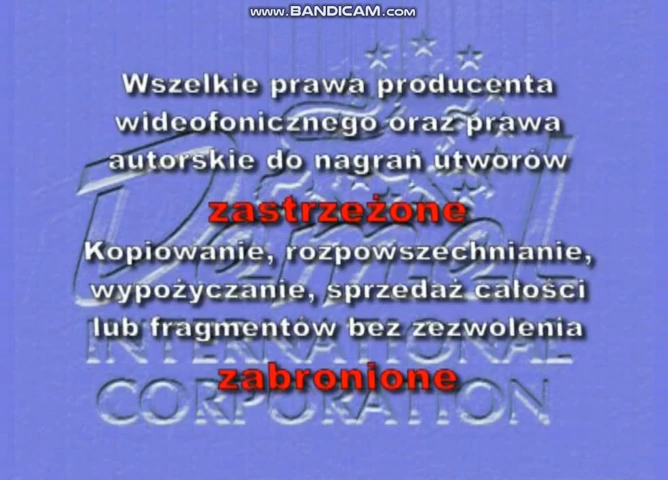 www.BANDICAM.com
Wszelkie prawa producenta
wideofonicznego oraz prawa
autorskie do nagrań utworów
zastrzeżone
Kopiowanie, rozpowszechnianie,
wypożyczanie, sprzedaż całości
lub fragmentów bez zezwolenia
zabronione
Demel
INTERNATIONAL
CORPORATION